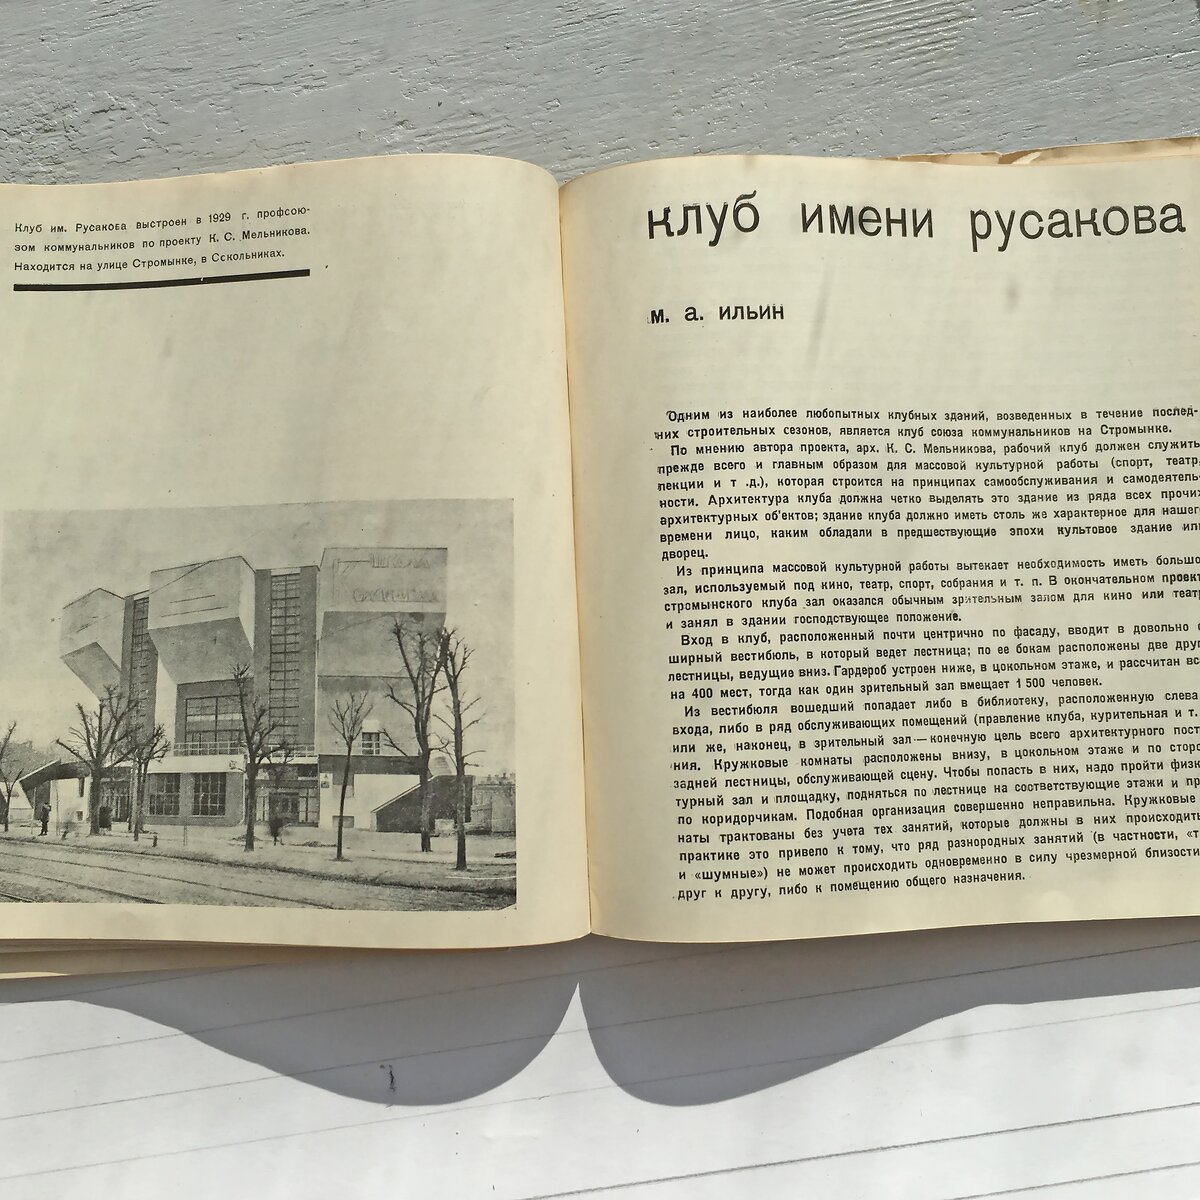 Клуб им. Русакова выстроен в 1929 г. профсою-
зом коммунальников по проекту К. С. Мельникова.
Находится на улице Стромынке, в Сскольниках.
клуб имени русакова
м. а. ильин
Одним из наиболее любопытных клубных зданий, возведенных в течение послед-
них строительных сезонов, является клуб союза коммунальников на Стромынке.
По мнению автора проекта, арх. К. С. Мельникова, рабочий клуб должен служить
прежде всего и главным образом для массовой культурной работы (спорт, театр,
лекции и т .д.), которая строится на принципах самообслуживания и самодеятель-
ности. Архитектура клуба должна четко выделять это здание из ряда всех прочих
архитектурных об'ектов; здание клуба должно иметь столь же характерное для нашего
времени лицо, каким обладали в предшествующие эпохи культовое здание или
дворец.
Из принципа массовой культурной работы вытекает необходимость иметь большо
зал, используемый под кино, театр, спорт, собрания и т. п. В окончательном проект
стромынского клуба зал оказался обычным зрительным залом для кино или театр
и занял в здании господствующее положение.
Вход в клуб, расположенный почти центрично по фасаду, вводит в довольно о
ширный вестибюль, в который ведет лестница; по ее бокам расположены две друг
лестницы, ведущие вниз. Гардероб устроен ниже, в цокольном этаже, и рассчитан вс
на 400 мест, тогда как один зрительный зал вмещает 1 500 человек.
Из вестибюля вошедший попадает либо в библиотеку, расположенную слева
входа, либо в ряд обслуживающих помещений (правление клуба, курительная и т.
или же, наконец, в зрительный зал — конечную цель всего архитектурного пост
ния. Кружковые комнаты расположены внизу, в цокольном этаже и по сторо
задней лестницы, обслуживающей сцену. Чтобы попасть в них, надо пройти физк
турный зал и площадку, подняться по лестнице на соответствующие этажи и пр
по коридорчикам. Подобная организация совершенно неправильна. Кружковые
наты трактованы без учета тех занятий, которые должны в них происходить
практике это привело к тому, что ряд разнородных занятий (в частности, «т
и «шумные») не может происходить одновременно в силу чрезмерной близости
друг к другу, либо к помещению общего назначения.